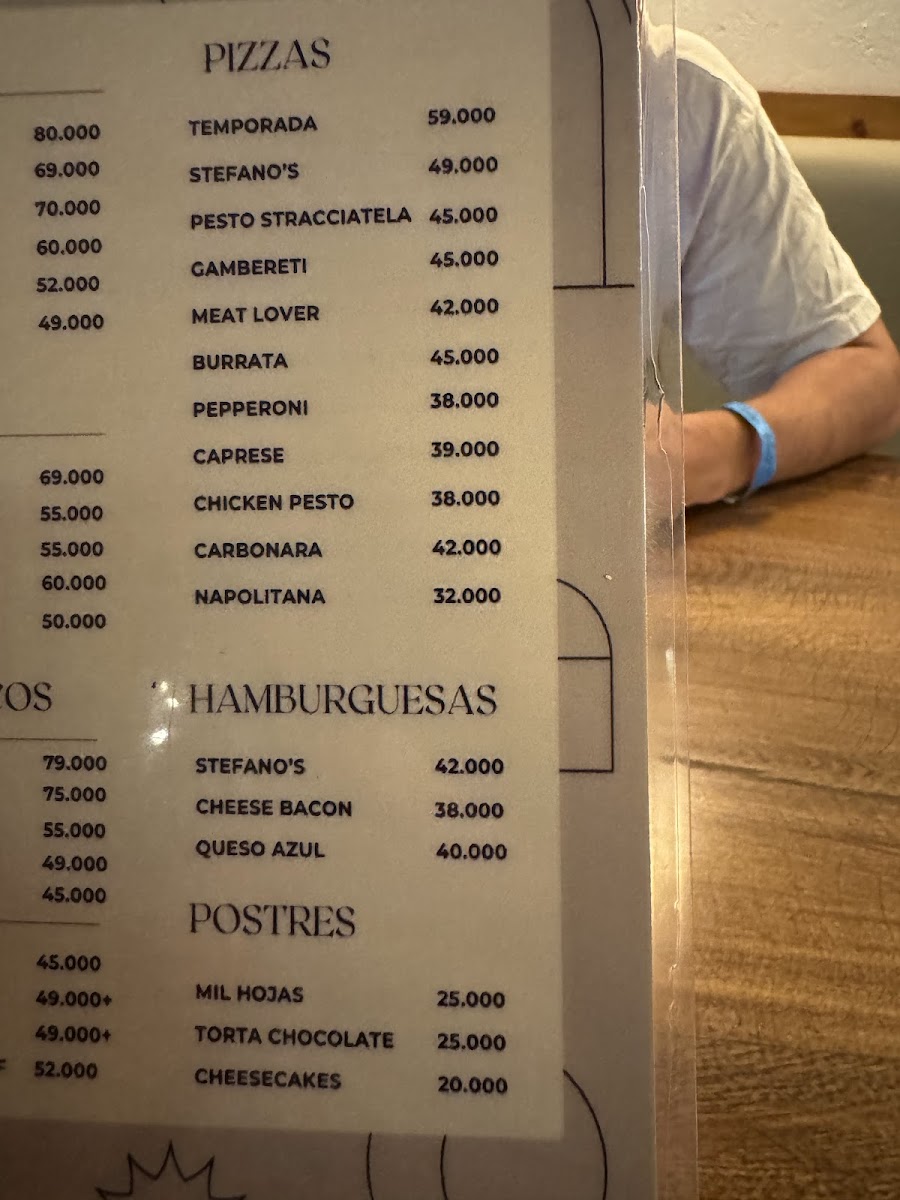 80.000
69.000
70.000
60.000
52.000
49.000
69.000
55.000
55.000
60.000
50.000
COS
79.000
75.000
55.000
49.000
45.000
45.000
49.000+
49.000+
F 52.000
PIZZAS
TEMPORADA 59.000
STEFANO'S 49.000
PESTO STRACCIATELA 45.000
GAMBERETI 45.000
MEAT LOVER 42.000
BURRATA 45.000
PEPPERONI 38.000
CAPRESE 39.000
CHICKEN PESTO 38.000
CARBONARA 42.000
NAPOLITANA 32.000
HAMBURGUESAS
STEFANO'S 42.000
CHEESE BACON 38.000
QUESO AZUL 40.000
POSTRES
MIL HOJAS 25.000
TORTA CHOCOLATE 25.000
CHEESECAKES 20.000